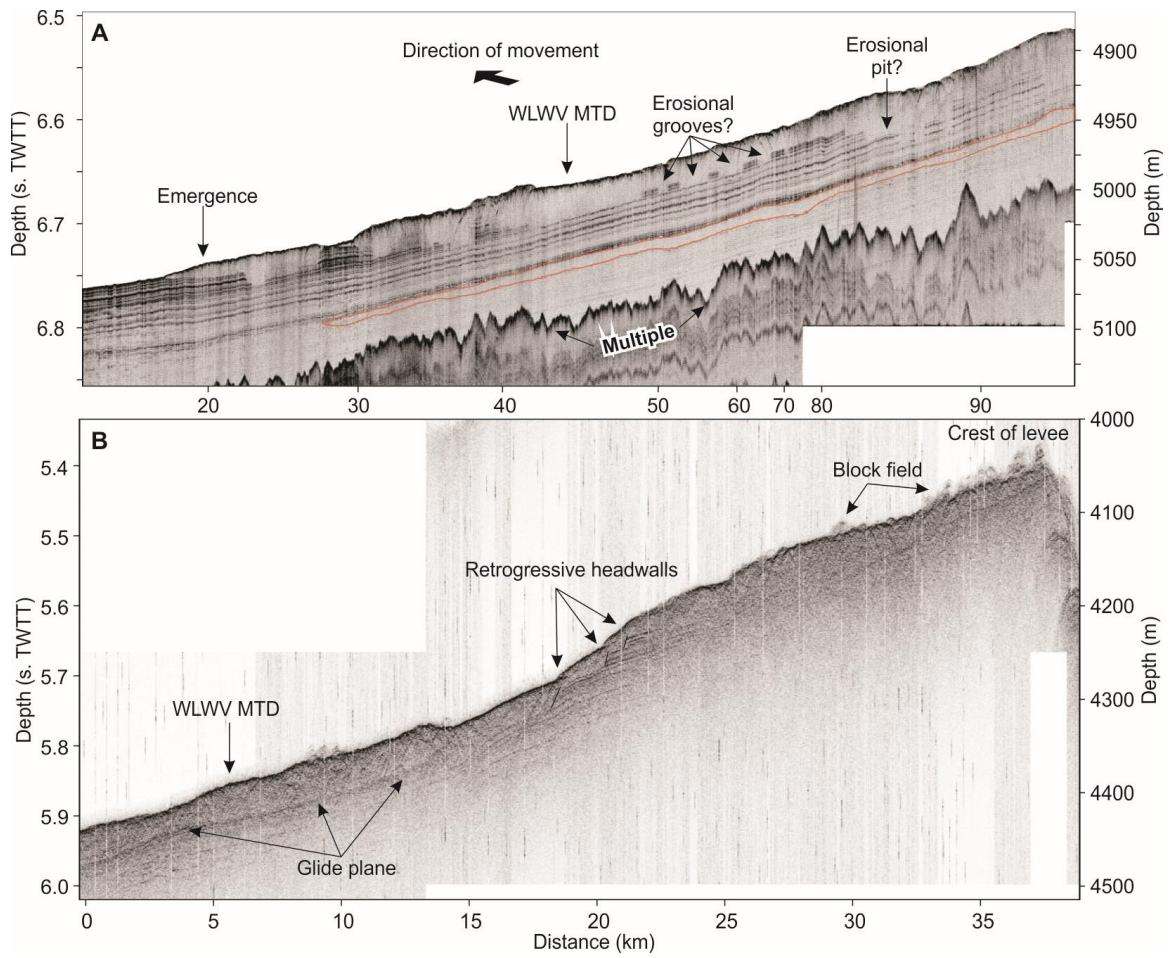 A
6.5
6.6
6.7
6.8
Depth (s. TWTT)
Direction of movement
Emergence
WLWV MTD
Erosional
grooves?
Erosional
pit?
Multiple
4900
4950
5000
5050
5100
Depth (m)
20 30 40 50 60 70 80 90
B
5.4
5.5
5.6
5.7
5.8
5.9
6.0
Depth (s. TWTT)
Crest of levee
Block field
Retrogressive headwalls
WLWV MTD
Glide plane
4000
4100
4200
4300
4400
4500
Depth (m)
0 5 10 15 20 25 30 35
Distance (km)